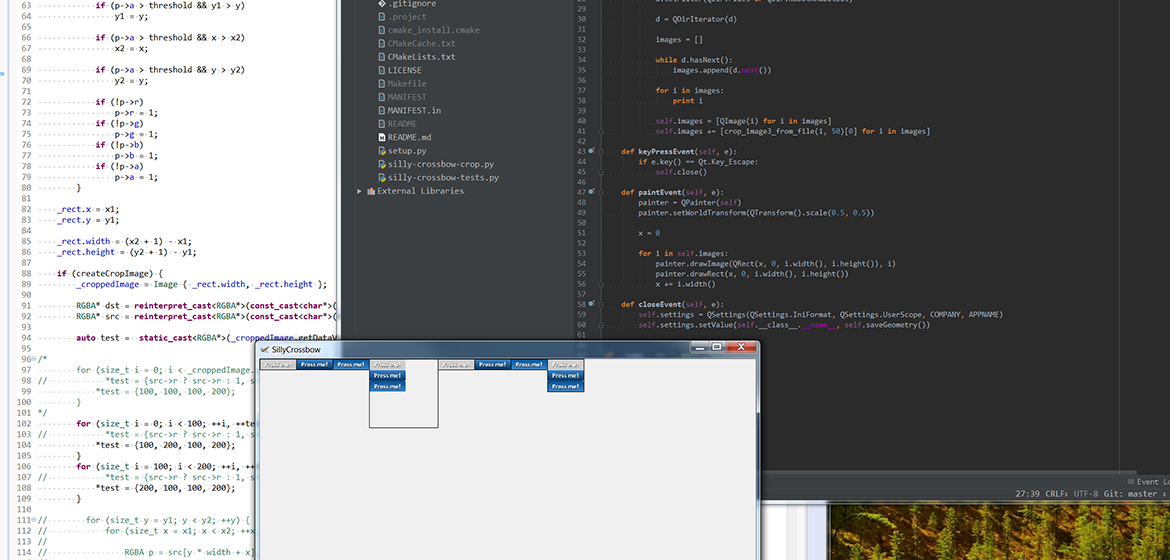 63 if (p->a > threshold && y1 > y)
64 y1 = y;
65
66 if (p->a > threshold && x > x2)
67 x2 = x;
68
69 if (p->a > threshold && y > y2)
70 y2 = y;
71
72 if (!p->r)
73 p->r = 1;
74 if (!p->g)
75 p->g = 1;
76 if (!p->b)
77 p->b = 1;
78 if (!p->a)
79 p->a = 1;
80 }
81
82 _rect.x = x1;
83 _rect.y = y1;
84
85 _rect.width = (x2 + 1) - x1;
86 _rect.height = (y2 + 1) - y1;
87
88 if (createCropImage) {
89 _croppedImage = Image { _rect.width, _rect.height };
90
91 RGBA* dst = reinterpret_cast<RGBA*>(const_cast<char*>(
92 RGBA* src = reinterpret_cast<RGBA*>(const_cast<char*>(
93
94 auto test = static_cast<RGBA*>(_croppedImage.getDataV
95
96 /*
97 for (size_t i = 0; i < _croppedImage.
98 // *test = {src->r ? src->r : 1, s
99 *test = {100, 100, 100, 200};
100 }
101 */
102 for (size_t i = 0; i < 100; ++i, ++te
103 // *test = {src->r ? src->r : 1, s
104 *test = {100, 200, 100, 200};
105 }
106 for (size_t i = 100; i < 200; ++i, ++
107 // *test = {src->r ? src->r : 1, s
108 *test = {200, 100, 100, 200};
109 }
110
111 // for (size_t y = y1; y < y2; ++y) {
112 // for (size_t x = x1; x < x2; ++x
113 //
114 // RGBA p = src[y * width + x]
.gitignore
.project
cmake_install.cmake
CMakeCache.txt
CMakeLists.txt
LICENSE
Makefile
MANIFEST
MANIFEST.in
README
README.md
setup.py
silly-crossbow-crop.py
silly-crossbow-tests.py
External Libraries
29
30 d = QDirIterator(d)
31
32 images = []
33
34 while d.hasNext():
35 images.append(d.next())
36
37 for i in images:
38 print i
39
40 self.images = [QImage(i) for i in images]
41 self.images += [crop_image3_from_file(i, 50)[0] for i in images]
42
43 def keyPressEvent(self, e):
44 if e.key() == Qt.Key_Escape:
45 self.close()
46
47 def paintEvent(self, e):
48 painter = QPainter(self)
49 painter.setWorldTransform(QTransform().scale(0.5, 0.5))
50
51 x = 0
52
53 for i in self.images:
54 painter.drawImage(QRect(x, 0, i.width(), i.height()), i)
55 painter.drawRect(x, 0, i.width(), i.height())
56 x += i.width()
57
58 def closeEvent(self, e):
59 self.settings = QSettings(QSettings.IniFormat, QSettings.UserScope, COMPANY, APPNAME)
60 self.settings.setValue(self.__class__.__name__, self.saveGeometry())
61
SillyCrossbow
Press me! Press me! Press me! Press me! Press me! Press me! Press me! Press me!
Press me! Press me!
Press me! Press me!
Event Lo
27:39 CRLF: UTF-8 Git: master